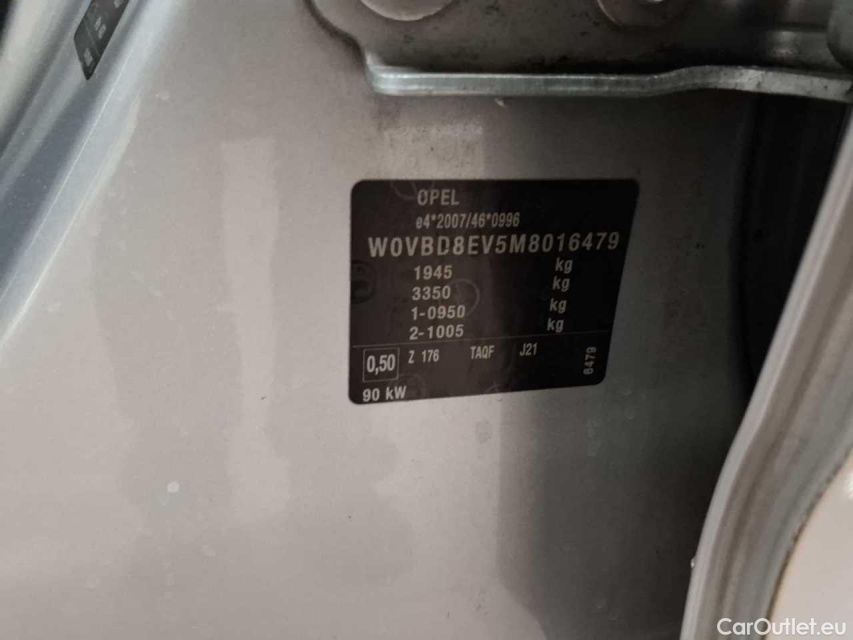 OPEL
e4*2007/46*0996
W0VBD8EV5M8016479
1945 kg
3350 kg
1-0950 kg
2-1005 kg
0,50 Z 176 TAQF J21 6479
90 kW
CarOutlet.eu